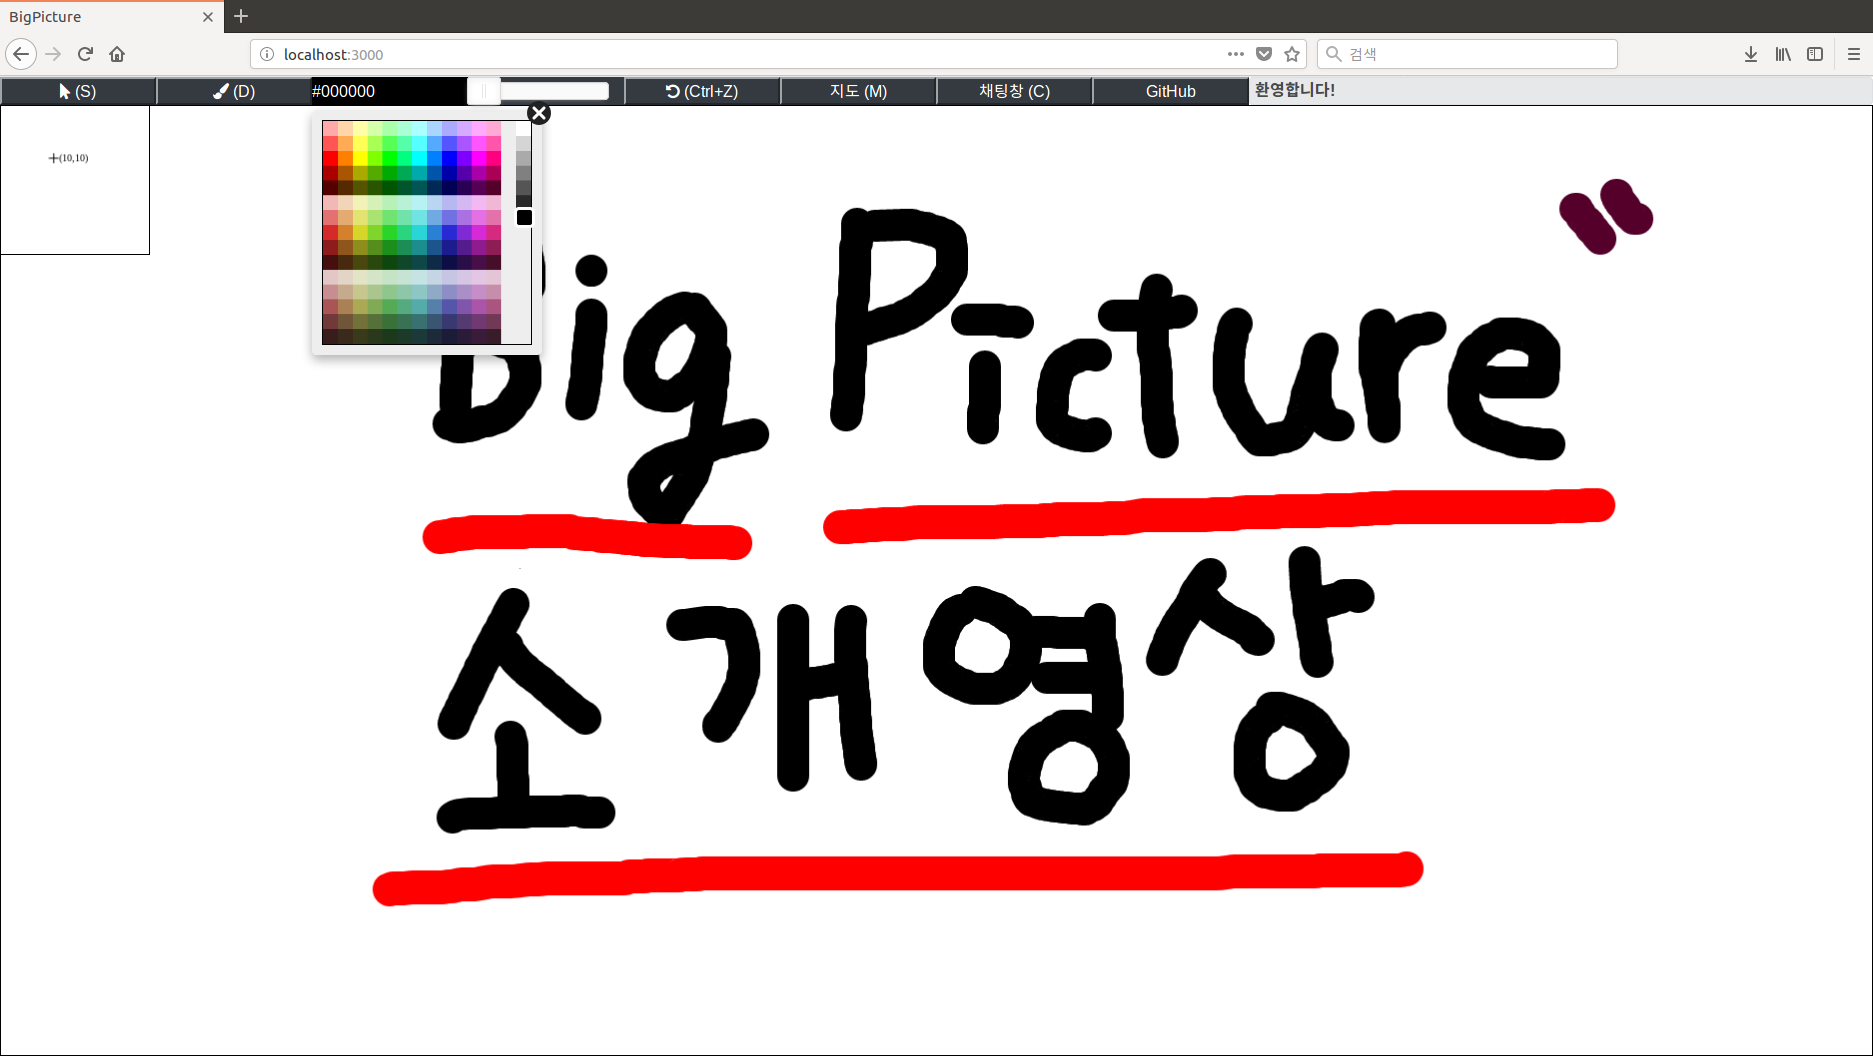 BigPicture
localhost:3000
검색
(S)
(D)
#000000
(Ctrl+Z)
지도 (M)
채팅창 (C)
GitHub
환영합니다!
(10,10)
Big Picture
소개영상